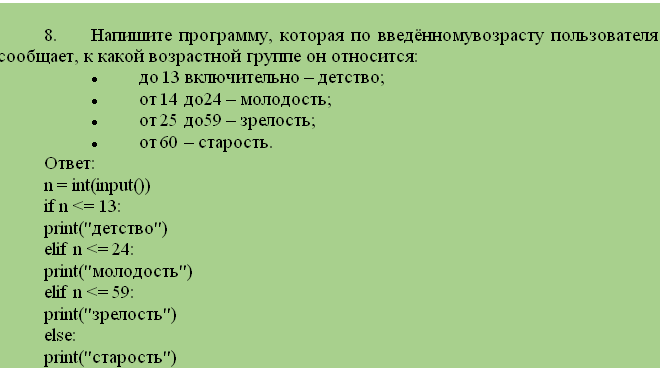 8. Напишите программу, которая по введённомувозрасту пользователя
сообщает, к какой возрастной группе он относится:
• до 13 включительно – детство;
• от 14 до24 – молодость;
• от 25 до59 – зрелость;
• от 60 – старость.
Ответ:
n = int(input())
if n <= 13:
print("детство")
elif n <= 24:
print("молодость")
elif n <= 59:
print("зрелость")
else:
print("старость")